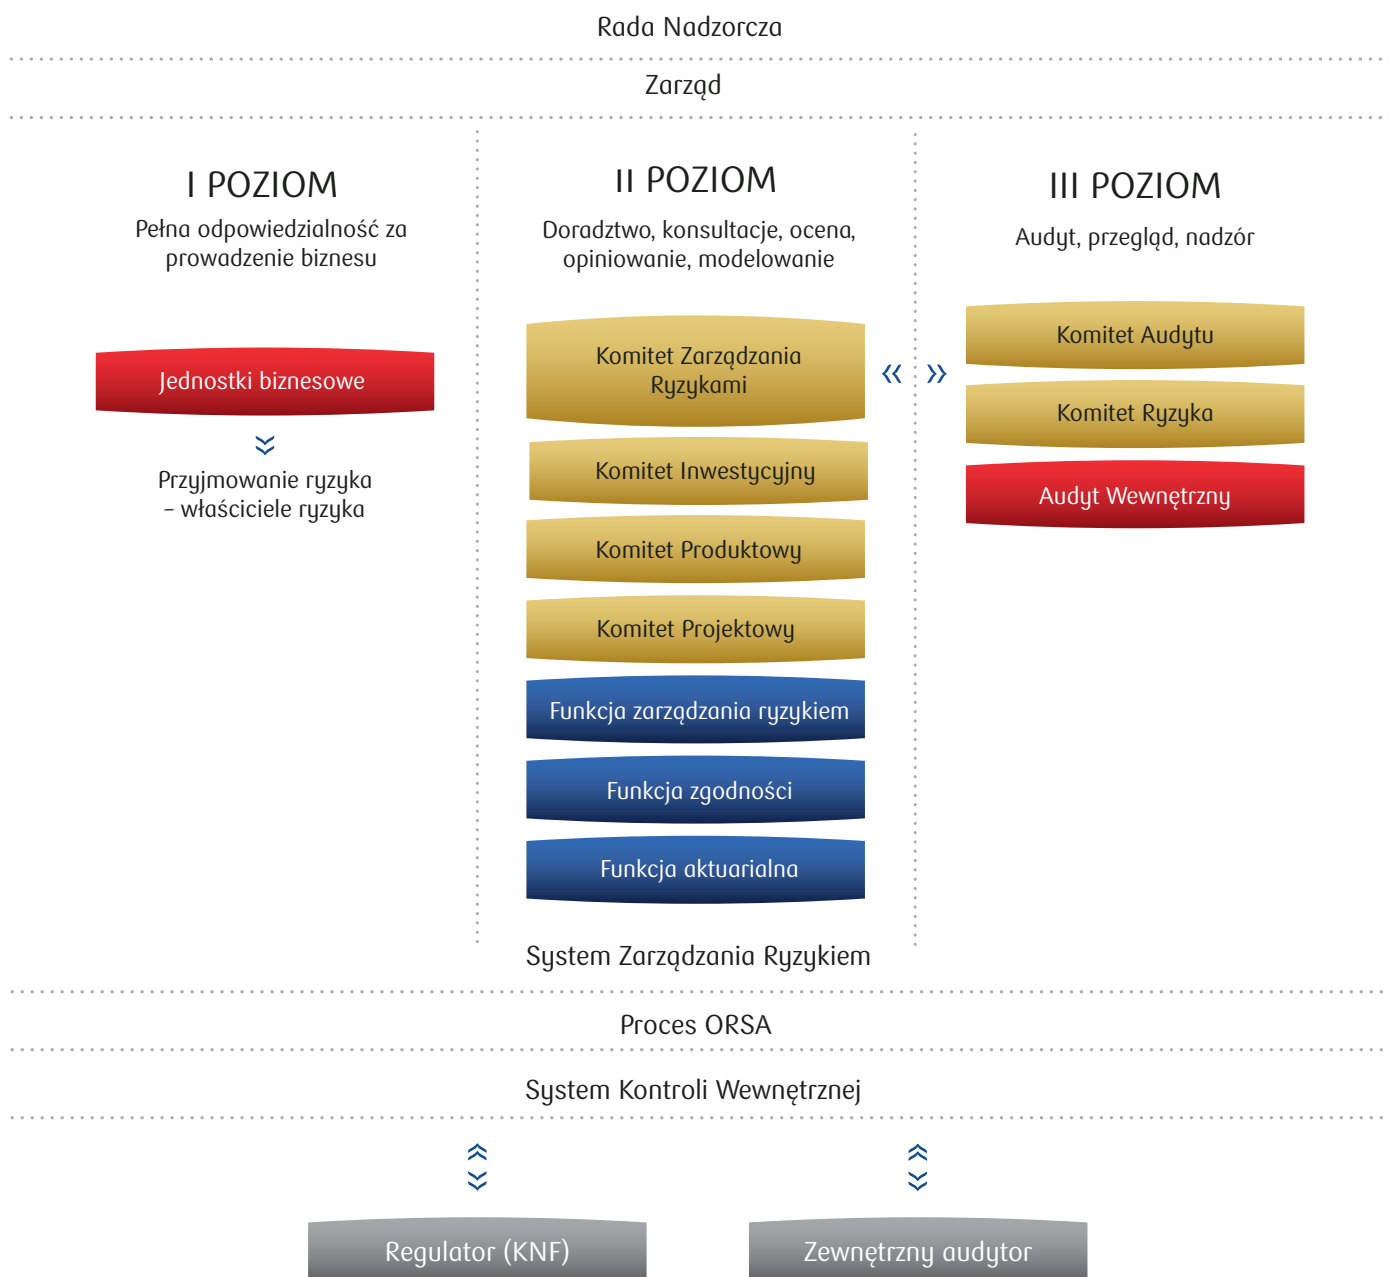 Rada Nadzorcza
Zarząd
I POZIOM
Pełna odpowiedzialność za
prowadzenie biznesu
Jednostki biznesowe
Przyjmowanie ryzyka
– właściciele ryzyka
II POZIOM
Doradztwo, konsultacje, ocena,
opiniowanie, modelowanie
Komitet Zarządzania
Ryzykami
Komitet Inwestycyjny
Komitet Produktowy
Komitet Projektowy
Funkcja zarządzania ryzykiem
Funkcja zgodności
Funkcja aktuarialna
III POZIOM
Audyt, przegląd, nadzór
Komitet Audytu
Komitet Ryzyka
Audyt Wewnętrzny
System Zarządzania Ryzykiem
Proces ORSA
System Kontroli Wewnętrznej
Regulator (KNF)
Zewnętrzny audytor